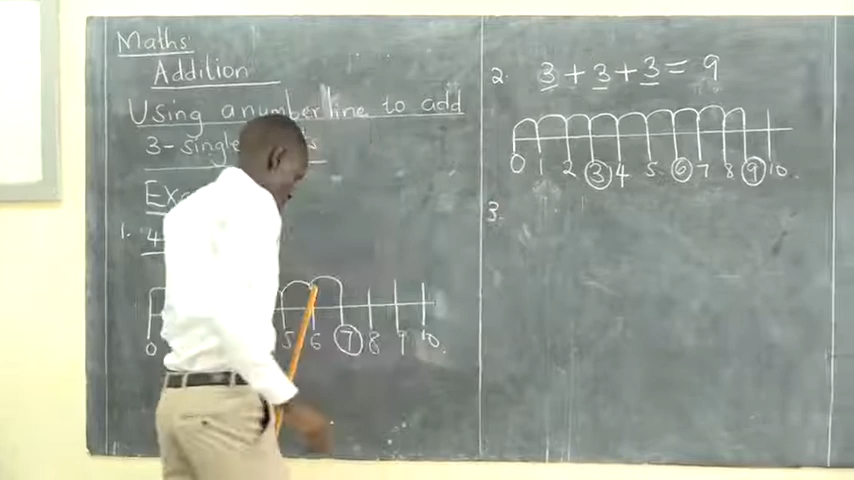 Maths
Addition
Using a number line to add
3-single
1. 4
0 5 6 7 8 9 10.
2. 3+3+3=9
0 1 2 3 4 5 6 7 8 9 10.
3.